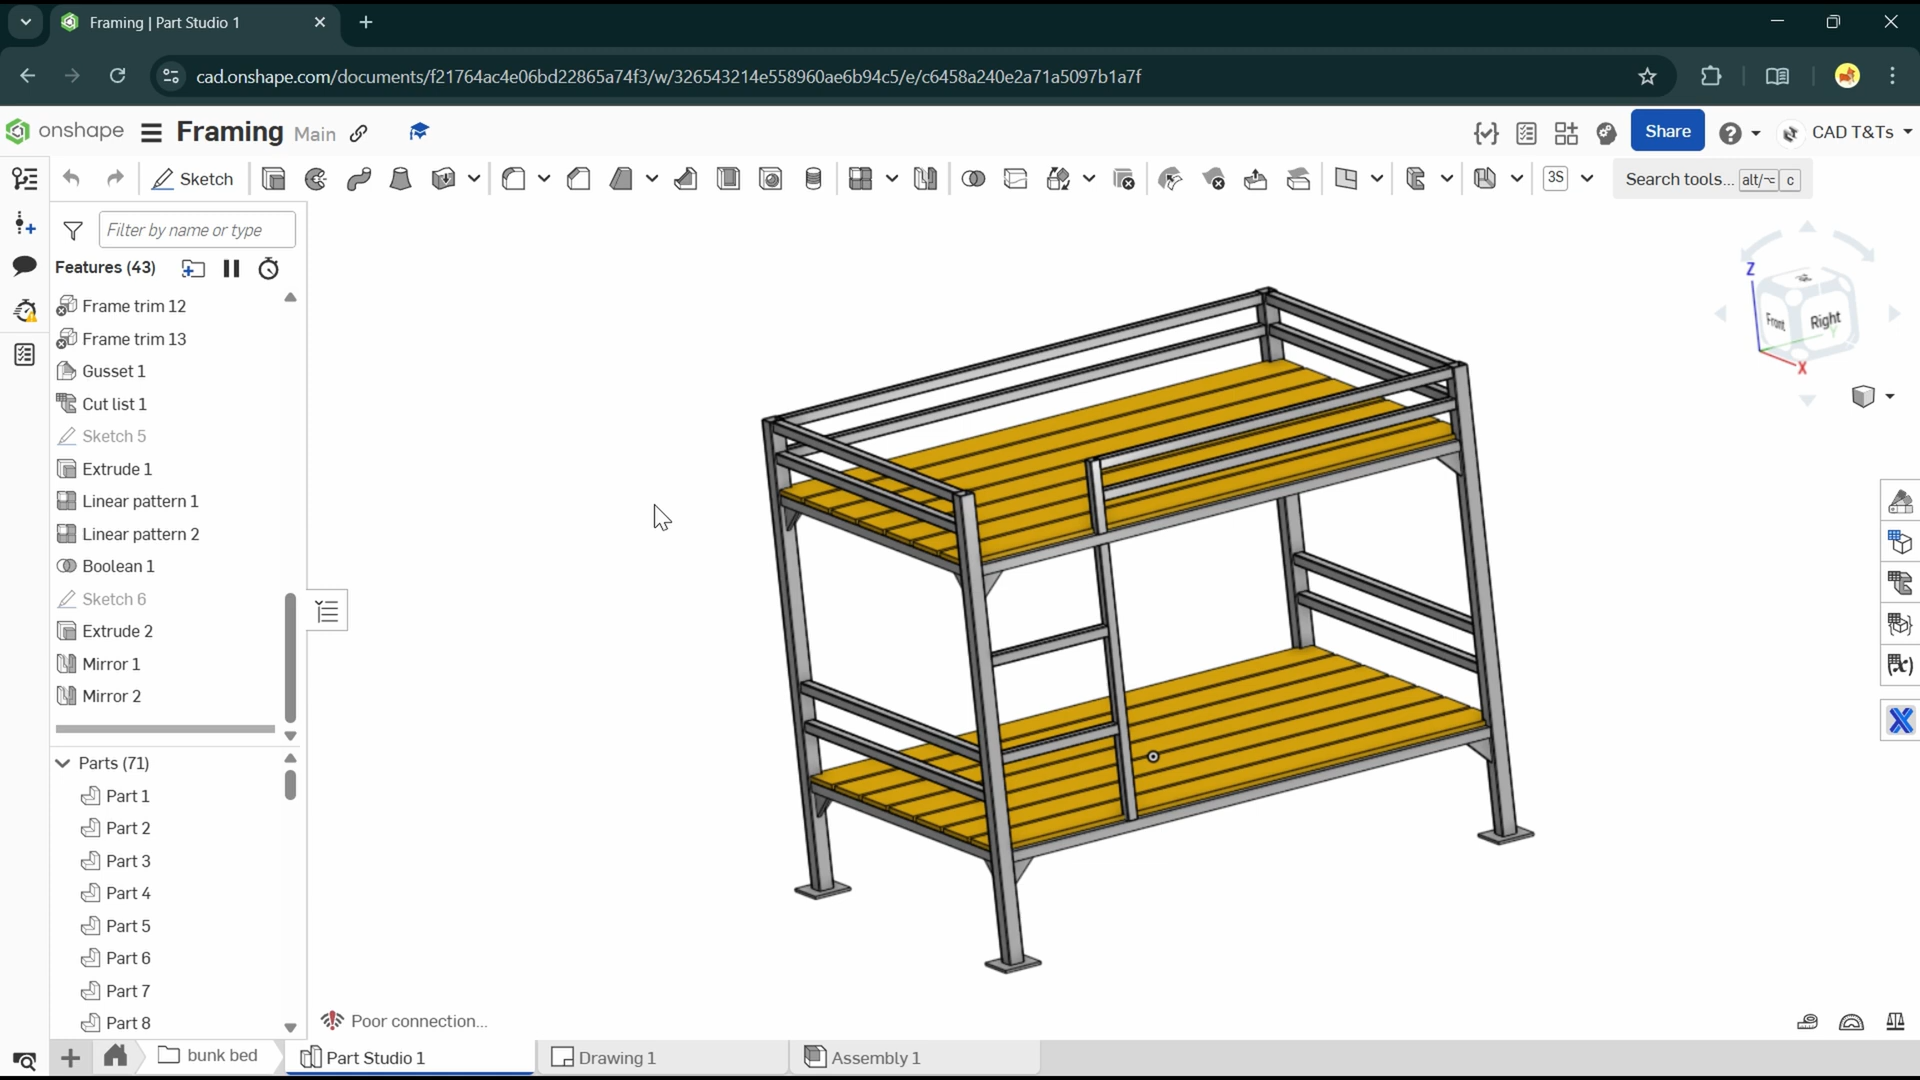 Framing | Part Studio 1
cad.onshape.com/documents/f21764ac4e06bd22865a74f3/w/326543214e558960ae6b94c5/e/c6458a240e2a71a5097b1a7f
onshape Framing Main Share CAD T&Ts
Sketch 3S Search tools... alt/⌥ c
Filter by name or type
Features (43)
Frame trim 12
Frame trim 13
Gusset 1
Cut list 1
Sketch 5
Extrude 1
Linear pattern 1
Linear pattern 2
Boolean 1
Sketch 6
Extrude 2
Mirror 1
Mirror 2
Parts (71)
Part 1
Part 2
Part 3
Part 4
Part 5
Part 6
Part 7
Part 8
Z
Front
Right
Y
X
(x)
Poor connection...
bunk bed
Part Studio 1
Drawing 1
Assembly 1